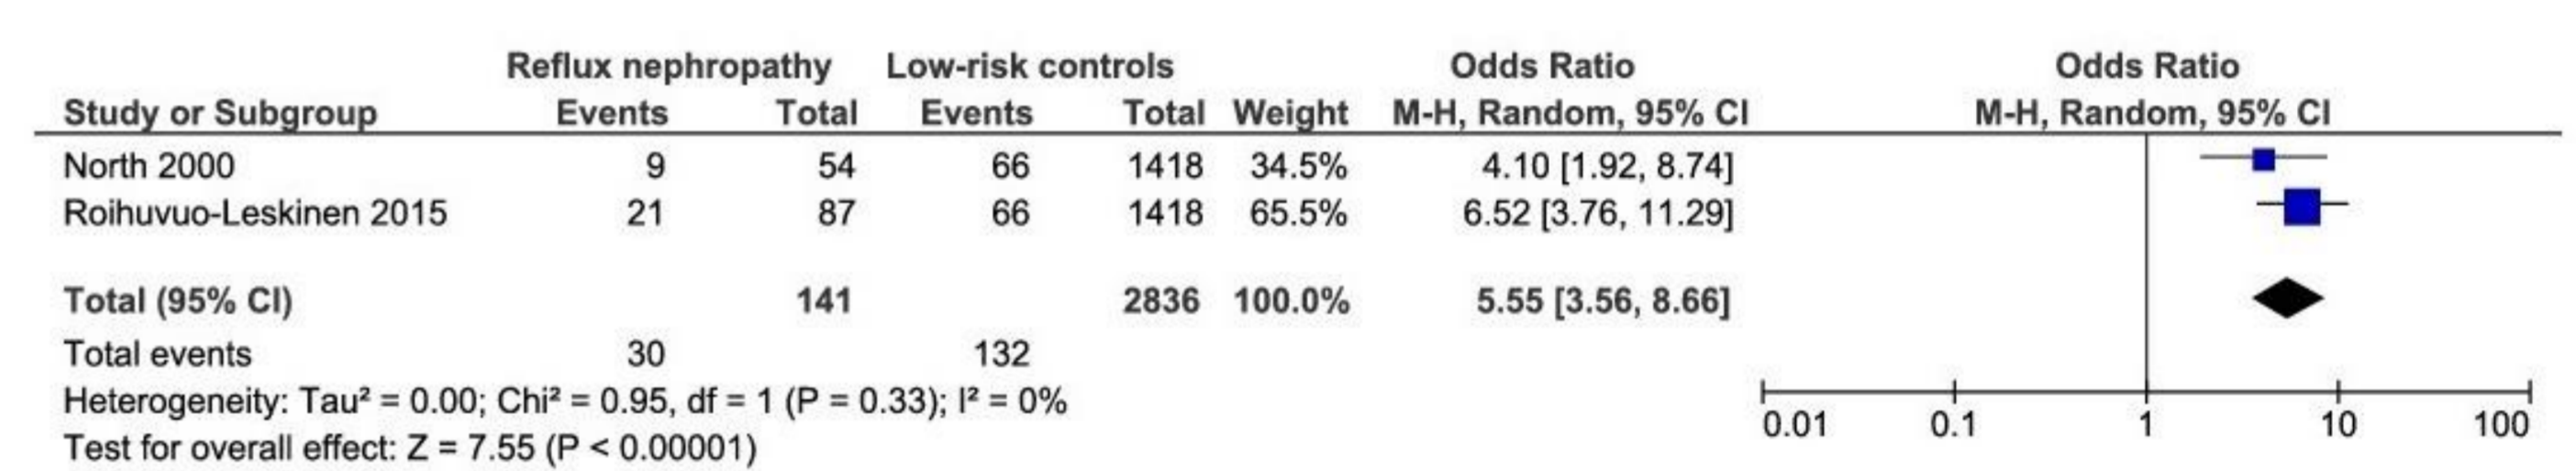 Reflux nephropathy Low-risk controls Odds Ratio Odds Ratio
Study or Subgroup Events Total Events Total Weight M-H, Random, 95% CI M-H, Random, 95% CI
North 2000 9 54 66 1418 34.5% 4.10 [1.92, 8.74]
Roihuvuo-Leskinen 2015 21 87 66 1418 65.5% 6.52 [3.76, 11.29]
Total (95% CI) 141 2836 100.0% 5.55 [3.56, 8.66]
Total events 30 132
Heterogeneity: Tau² = 0.00; Chi² = 0.95, df = 1 (P = 0.33); I² = 0%
Test for overall effect: Z = 7.55 (P < 0.00001)
0.01 0.1 1 10 100